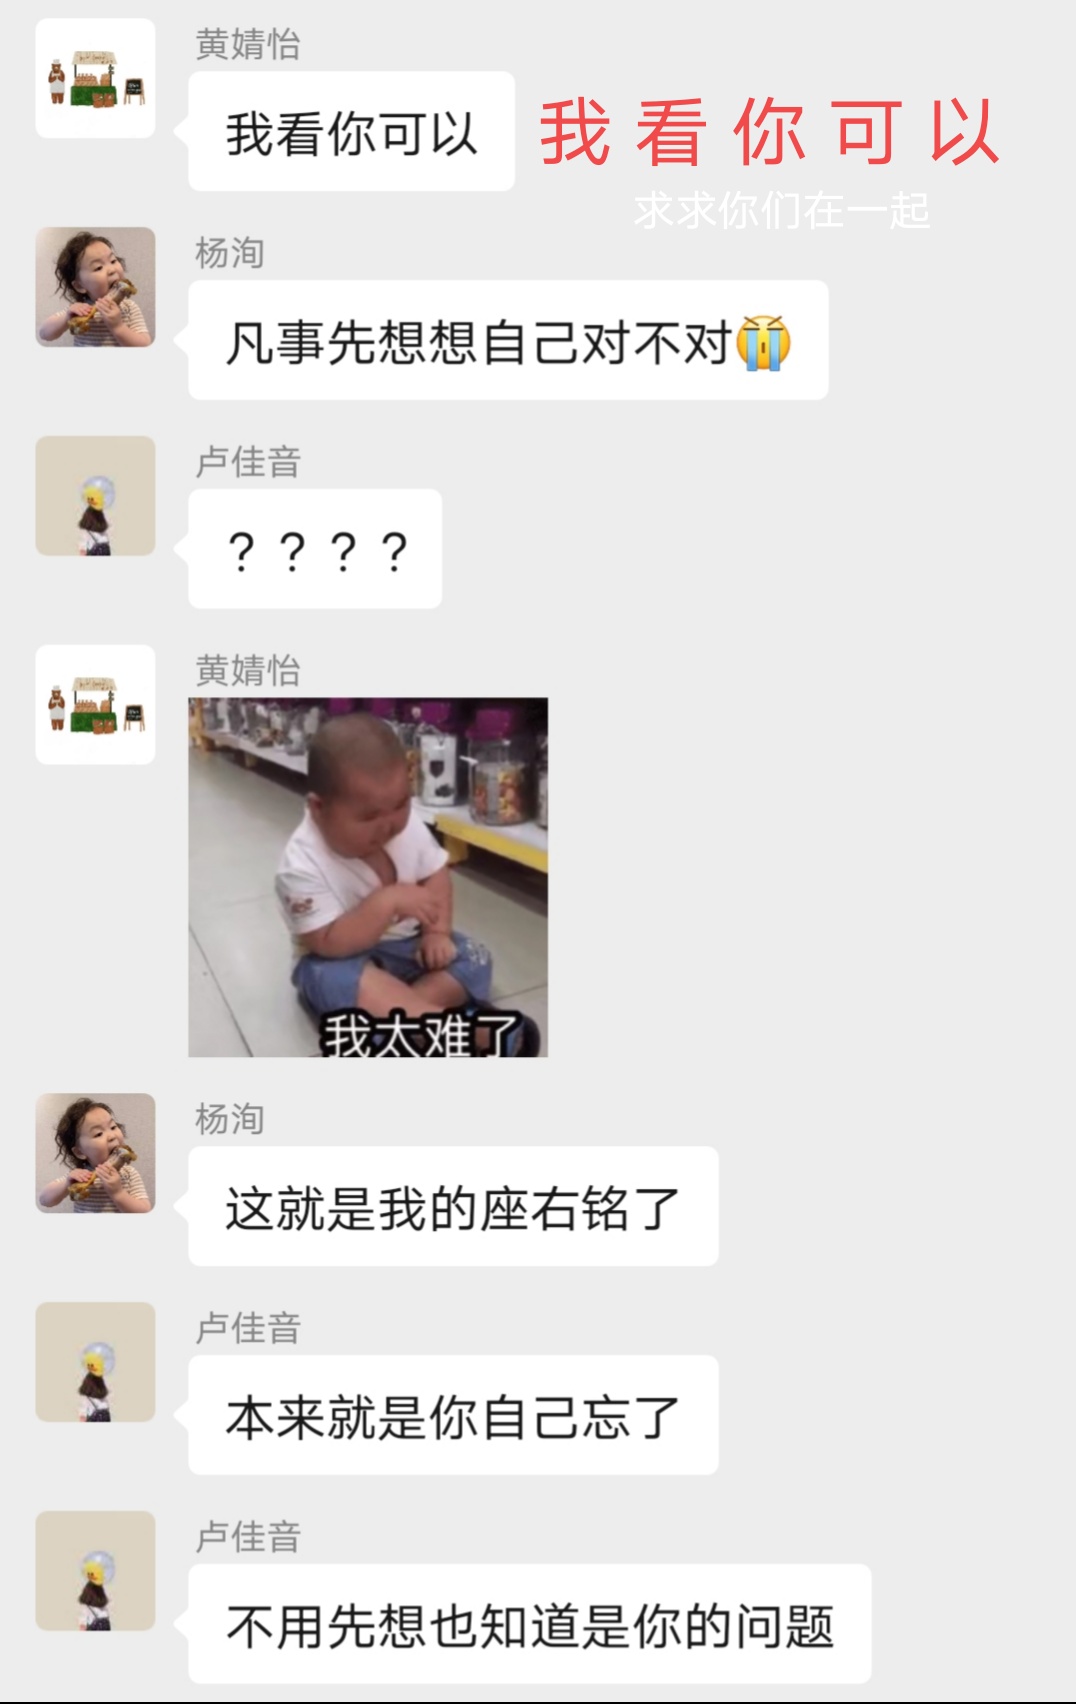 黄婧怡
我看你可以
我看你可以
求求你们在一起
杨洵
凡事先想想自己对不对😭
卢佳音
？？？？
黄婧怡
我太难了
杨洵
这就是我的座右铭了
卢佳音
本来就是你自己忘了
卢佳音
不用先想也知道是你的问题